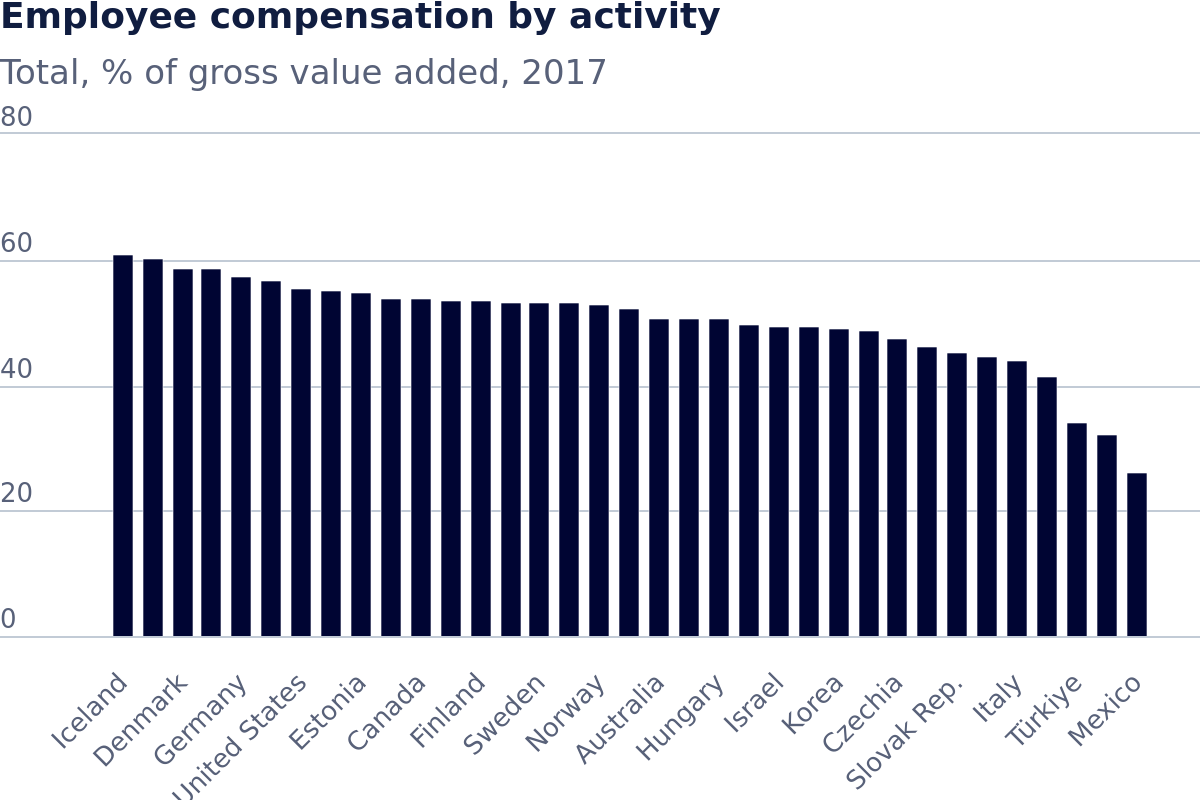 Employee compensation by activity
Total, % of gross value added, 2017
80
60
40
20
0
Iceland
Denmark
Germany
United States
Estonia
Canada
Finland
Sweden
Norway
Australia
Hungary
Israel
Korea
Czechia
Slovak Rep.
Italy
Türkiye
Mexico